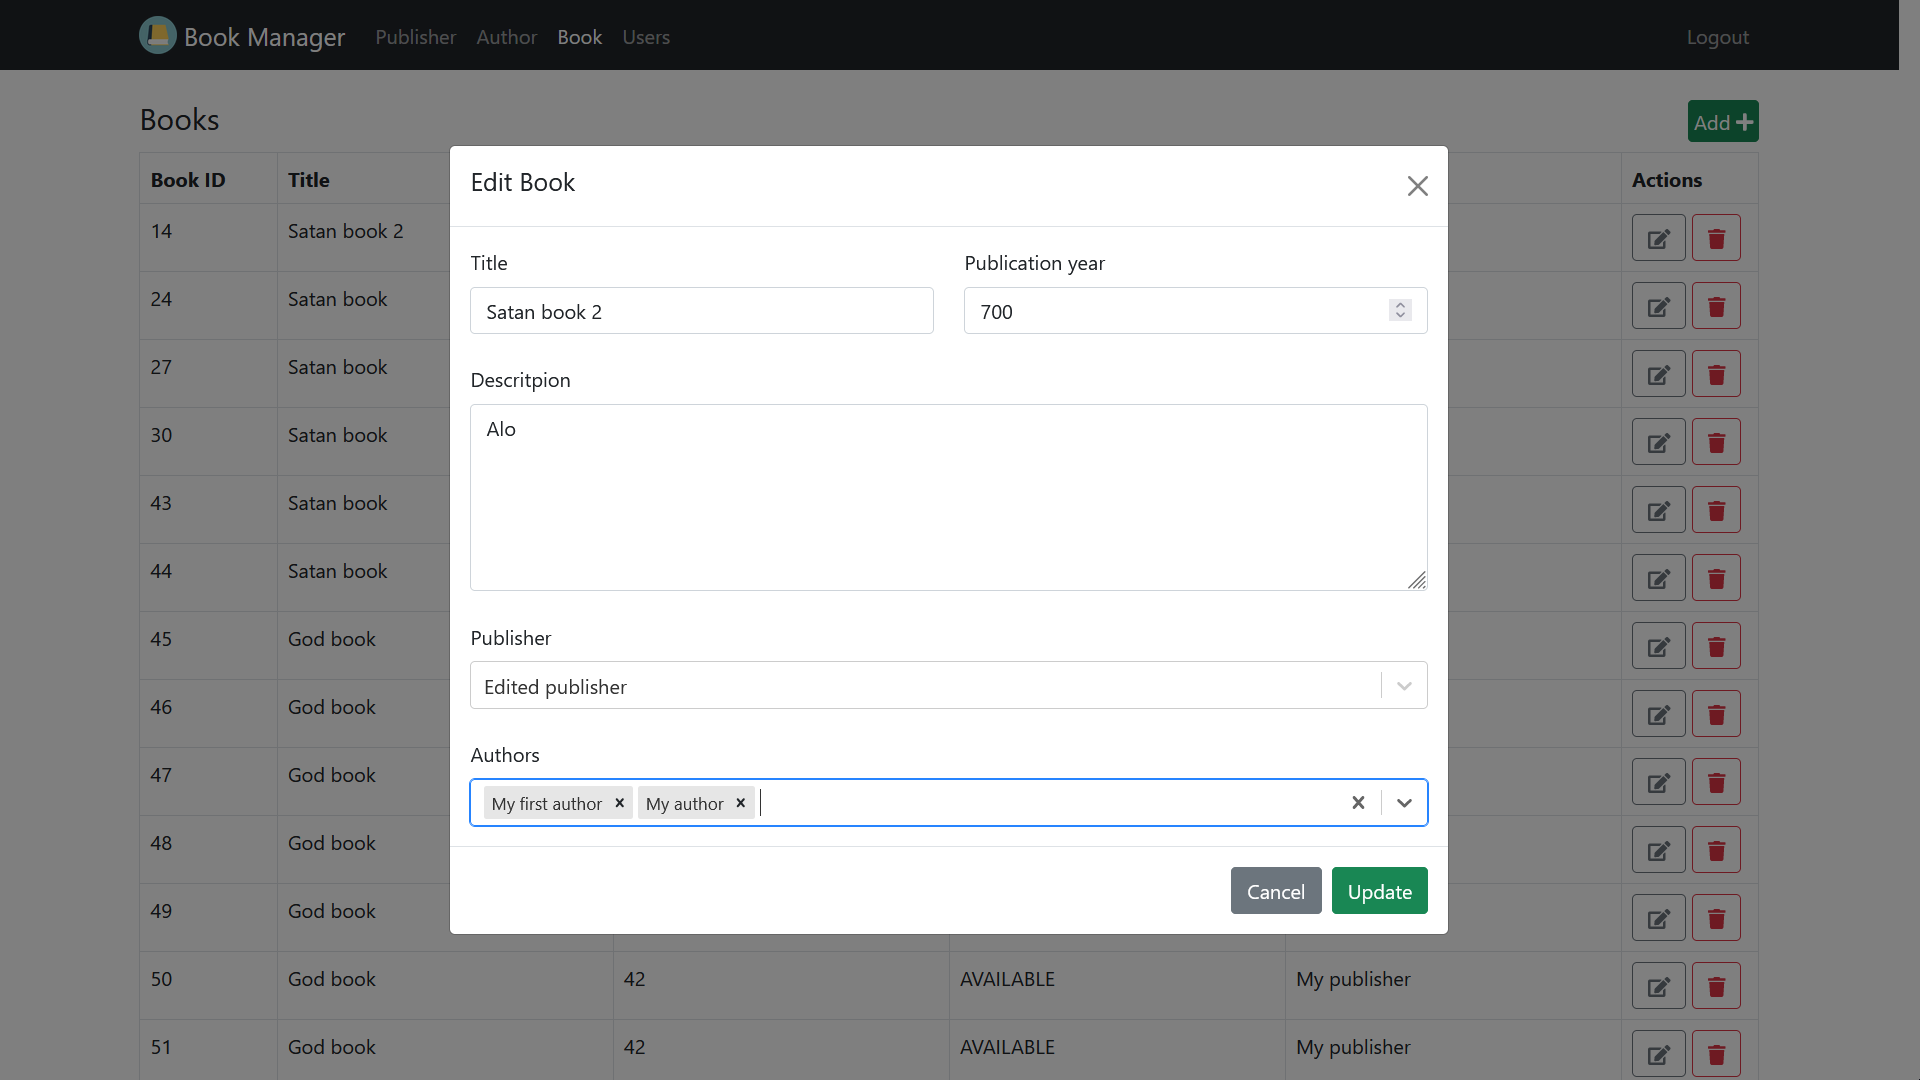 Book Manager Publisher Author Book Users Logout
Books
Add
Book ID Title Actions
14 Satan book 2
24 Satan book
27 Satan book
30 Satan book
43 Satan book
44 Satan book
45 God book
46 God book
47 God book
48 God book
49 God book
50 God book 42 AVAILABLE My publisher
51 God book 42 AVAILABLE My publisher
Edit Book
Title Publication year
Satan book 2 700
Descritpion
Alo
Publisher
Edited publisher
Authors
My first author My author
Cancel Update